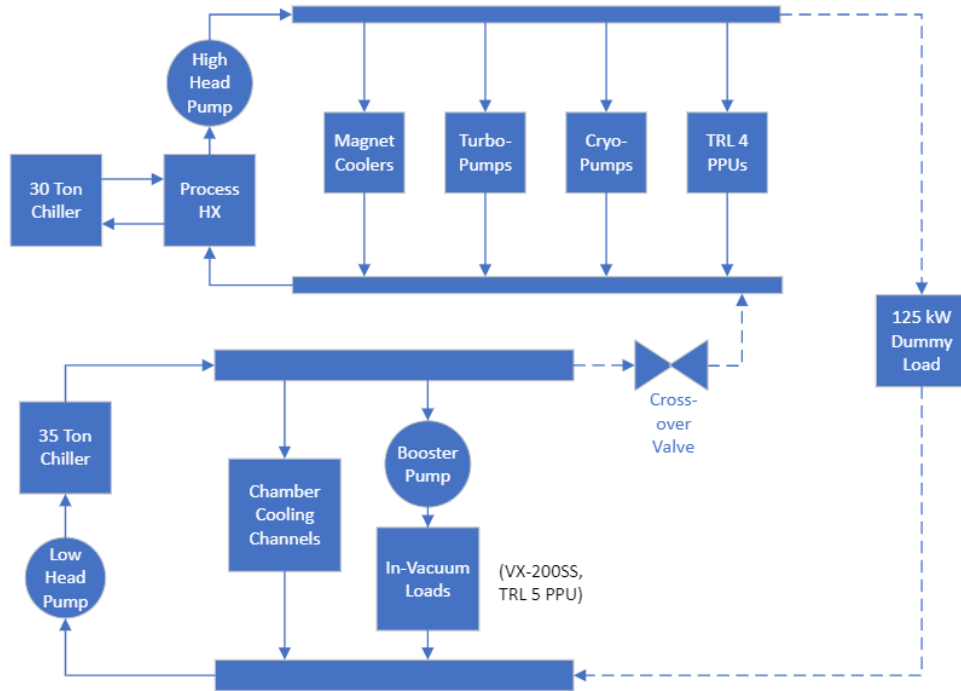 High
Head
Pump
30 Ton
Chiller
Process
HX
Magnet
Coolers
Turbo-
Pumps
Cryo-
Pumps
TRL 4
PPUs
125 kW
Dummy
Load
Cross-
over
Valve
35 Ton
Chiller
Low
Head
Pump
Chamber
Cooling
Channels
Booster
Pump
In-Vacuum
Loads
(VX-200SS,
TRL 5 PPU)